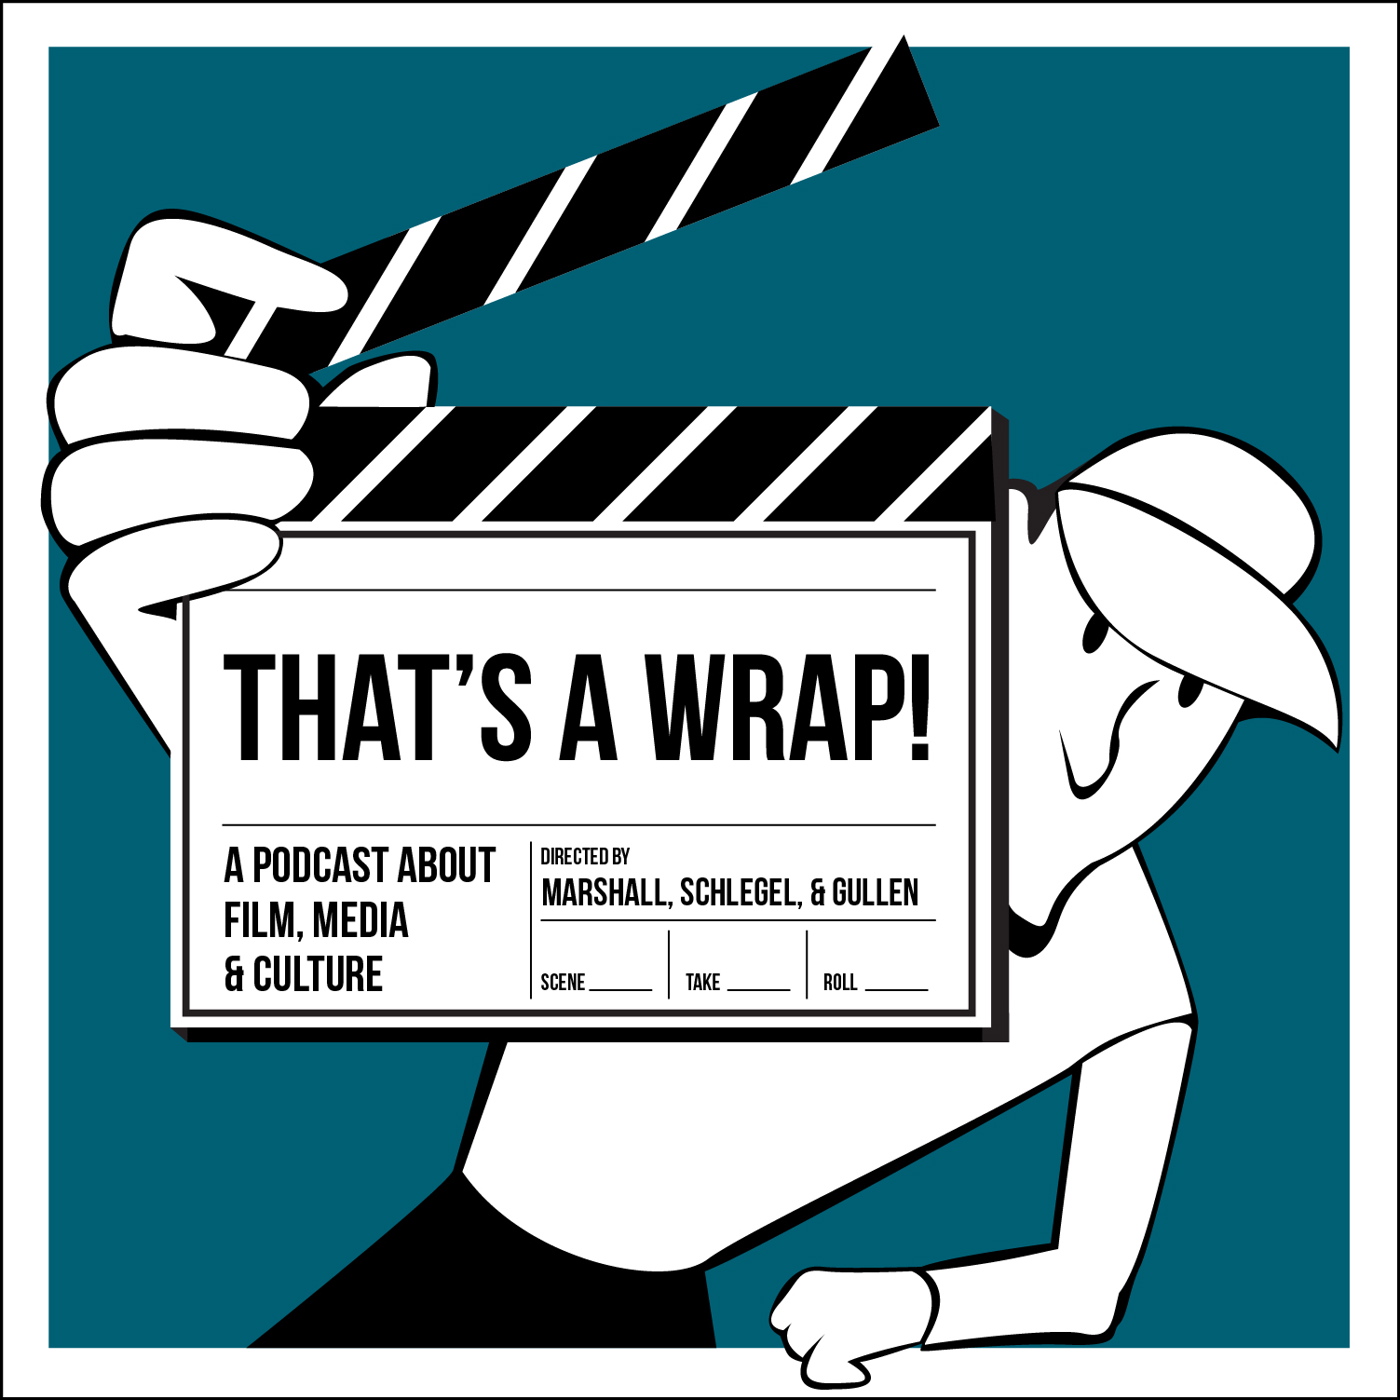 THAT’S A WRAP!
A PODCAST ABOUT
FILM, MEDIA
& CULTURE
DIRECTED BY
MARSHALL, SCHLEGEL, & GULLEN
SCENE
TAKE
ROLL